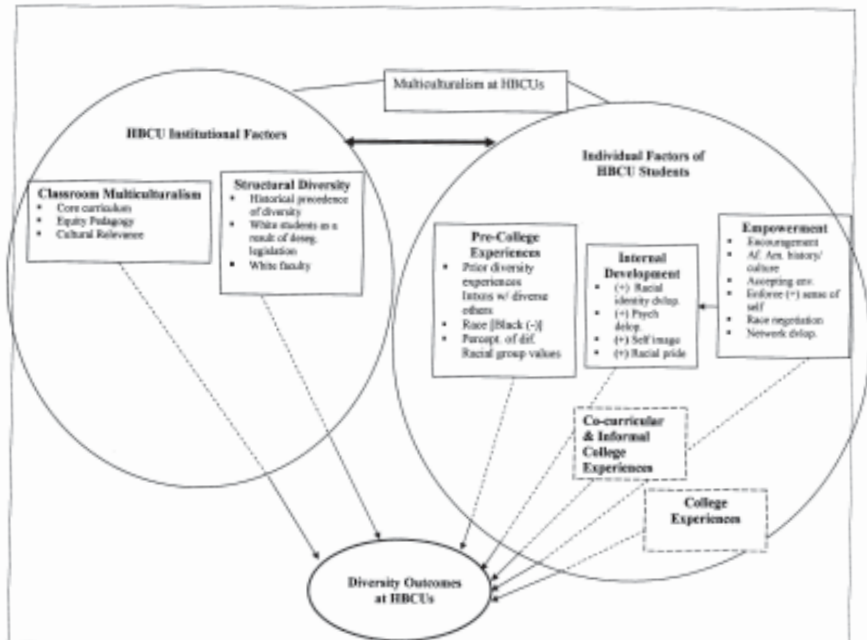 Multiculturalism at HBCUs
HBCU Institutional Factors
Individual Factors of
HBCU Students
Classroom Multiculturalism
▪ Core curriculum
▪ Equity Pedagogy
▪ Cultural Relevance
Structural Diversity
▪ Historical precedence
of diversity
▪ White students as a
result of deseg.
legislation
▪ White faculty
Pre-College
Experiences
▪ Prior diversity
experiences
Intxns w/ diverse
others
▪ Race [Black (-)]
▪ Percept. of dif.
Racial group values
Internal
Development
▪ (+) Racial
identity dvlop.
▪ (+) Psych
dvlop.
▪ (+) Self image
▪ (+) Racial pride
Empowerment
▪ Encouragement
▪ Af. Am. history/
culture
▪ Accepting env.
▪ Enforce (+) sense of
self
▪ Race negotiation
▪ Network dvlop.
Co-curricular
& Informal
College
Experiences
College
Experiences
Diversity Outcomes
at HBCUs